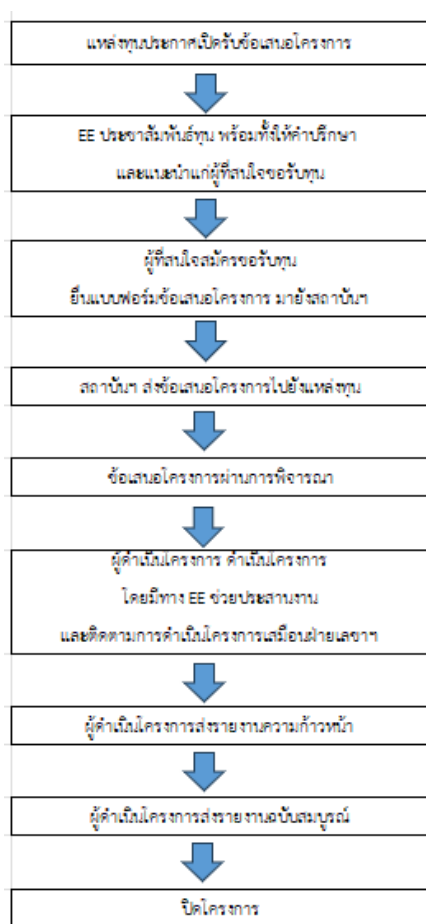 แหล่งทุนประกาศเปิดรับข้อเสนอโครงการ
EE ประชาสัมพันธ์ทุน พร้อมทั้งให้คำปรึกษา
และแนะนำแก่ผู้ที่สนใจขอรับทุน
ผู้ที่สนใจสมัครขอรับทุน
ยื่นแบบฟอร์มข้อเสนอโครงการ มายังสถาบันฯ
สถาบันฯ ส่งข้อเสนอโครงการไปยังแหล่งทุน
ข้อเสนอโครงการผ่านการพิจารณา
ผู้ดำเนินโครงการ ดำเนินโครงการ
โดยมีทาง EE ช่วยประสานงาน
และติดตามการดำเนินโครงการเสมือนฝ่ายเลขาฯ
ผู้ดำเนินโครงการส่งรายงานความก้าวหน้า
ผู้ดำเนินโครงการส่งรายงานฉบับสมบูรณ์
ปิดโครงการ